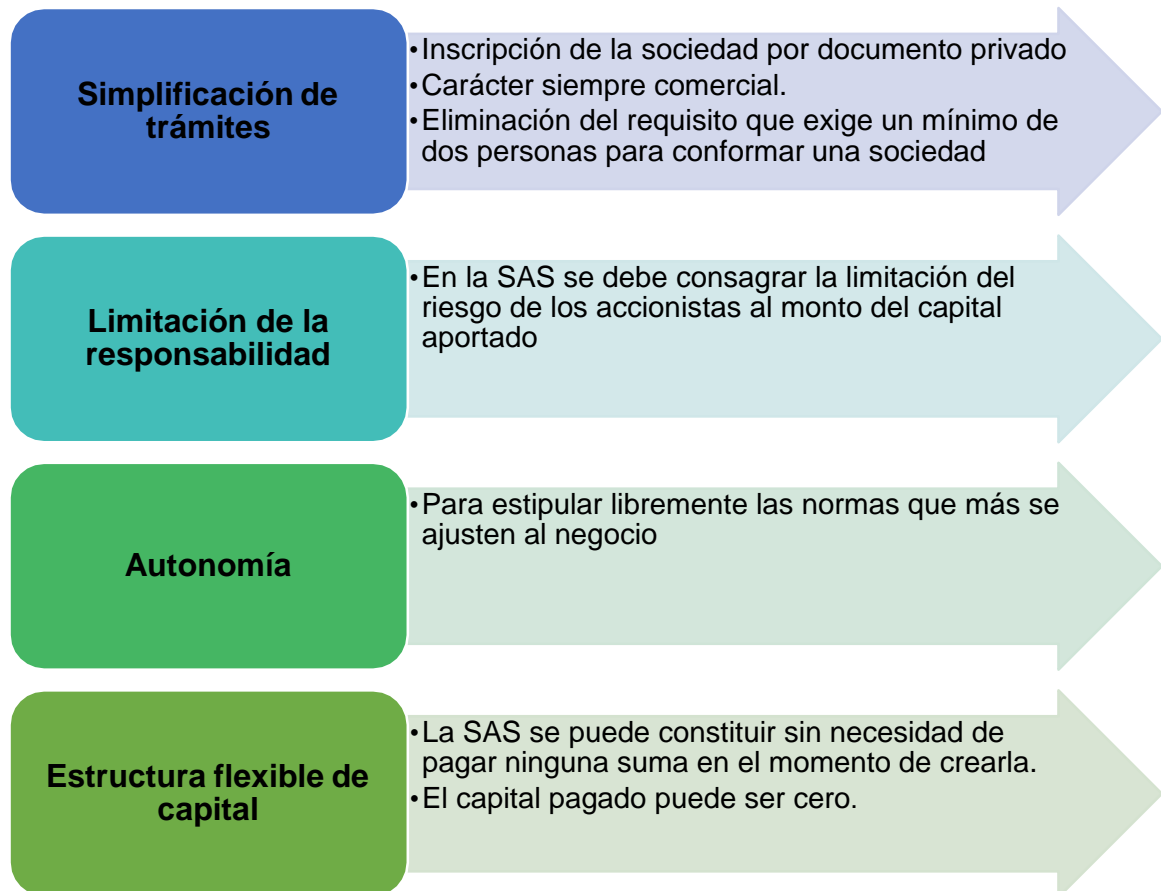 Simplificación de
trámites
•Inscripción de la sociedad por documento privado
•Carácter siempre comercial.
•Eliminación del requisito que exige un mínimo de
dos personas para conformar una sociedad
Limitación de la
responsabilidad
•En la SAS se debe consagrar la limitación del
riesgo de los accionistas al monto del capital
aportado
Autonomía
•Para estipular libremente las normas que más se
ajusten al negocio
Estructura flexible de
capital
•La SAS se puede constituir sin necesidad de
pagar ninguna suma en el momento de crearla.
•El capital pagado puede ser cero.